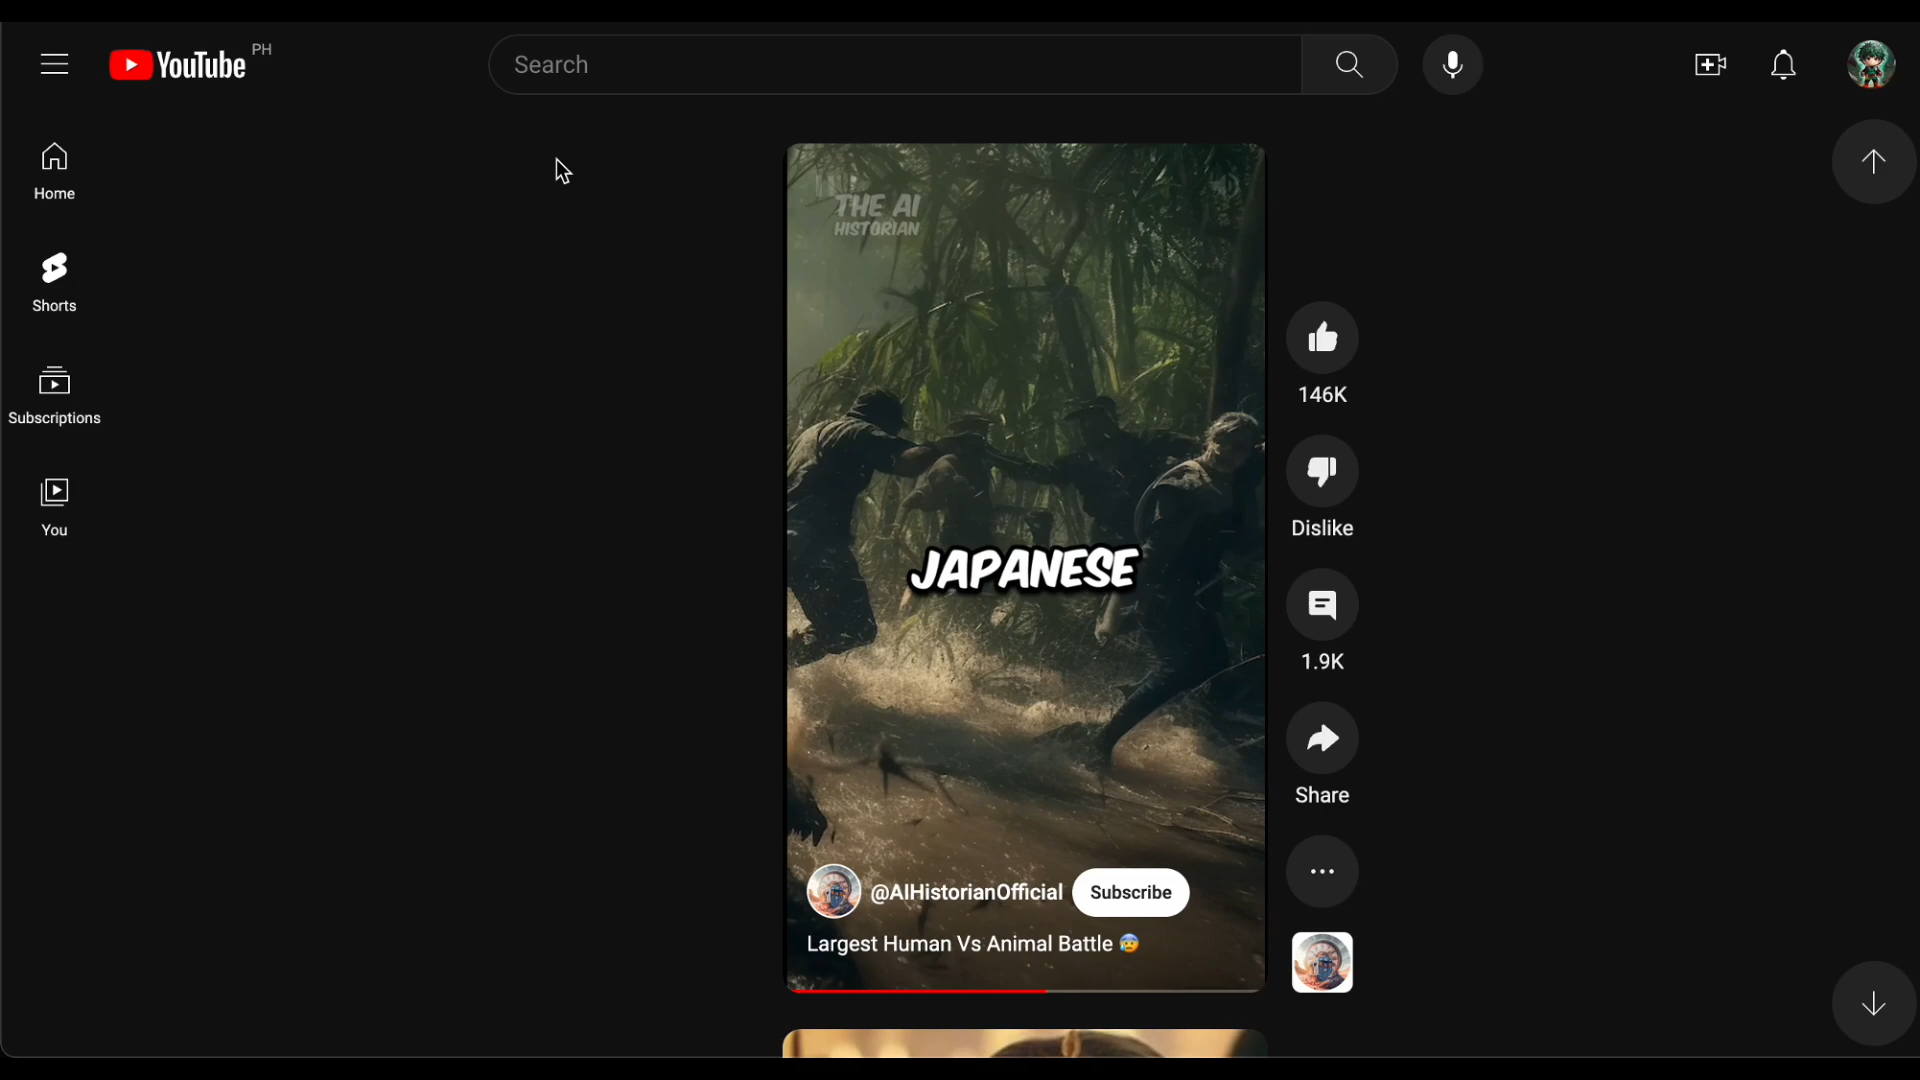 YouTube PH
Search
Home
Shorts
Subscriptions
You
THE AI
HISTORIAN
JAPANESE
@AIHistorianOfficial Subscribe
Largest Human Vs Animal Battle 😰
146K
Dislike
1.9K
Share